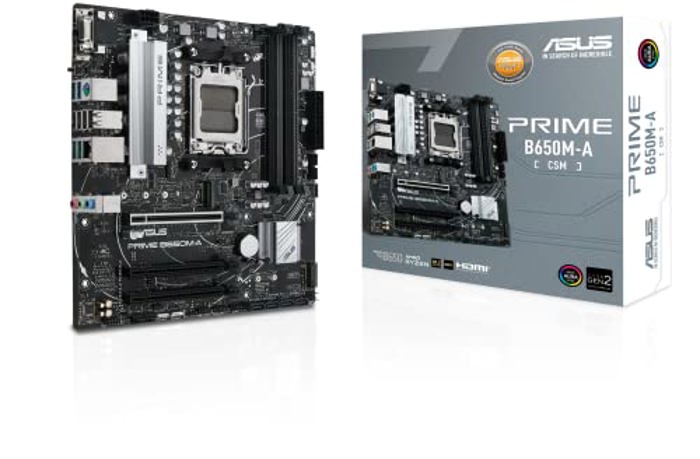 PRIME
ASUS
PRIME B650M-A
ASUS
IN SEARCH OF INCREDIBLE
PRIME
B650M-A
[ CSM ]
B650
AMD
RYZEN
HDMI
GEN2
PRIME
B650M-A
[ CSM ]
ASUS